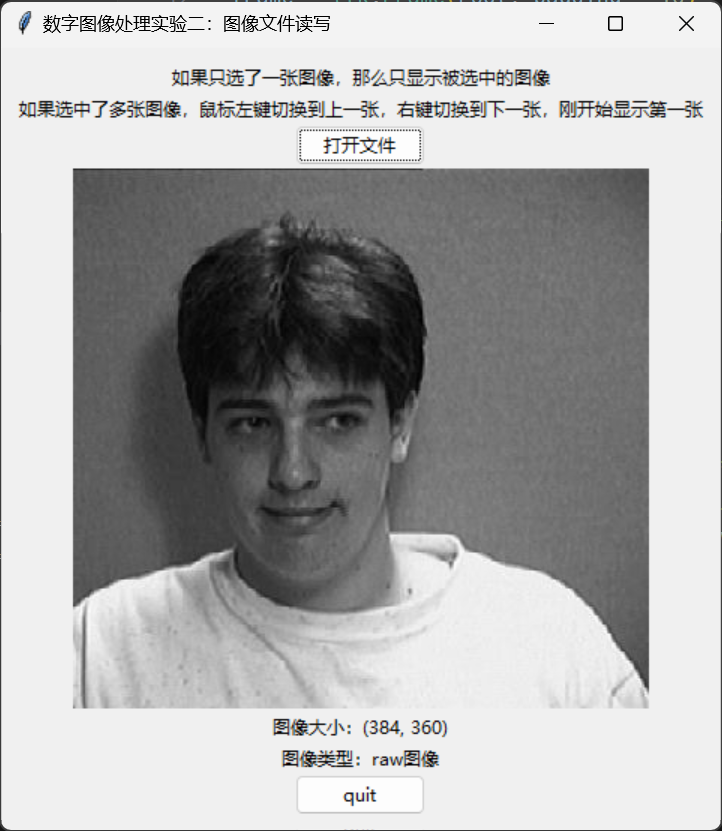 数字图像处理实验二：图像文件读写
如果只选了一张图像，那么只显示被选中的图像
如果选中了多张图像，鼠标左键切换到上一张，右键切换到下一张，刚开始显示第一张
打开文件
图像大小：(384, 360)
图像类型：raw图像
quit